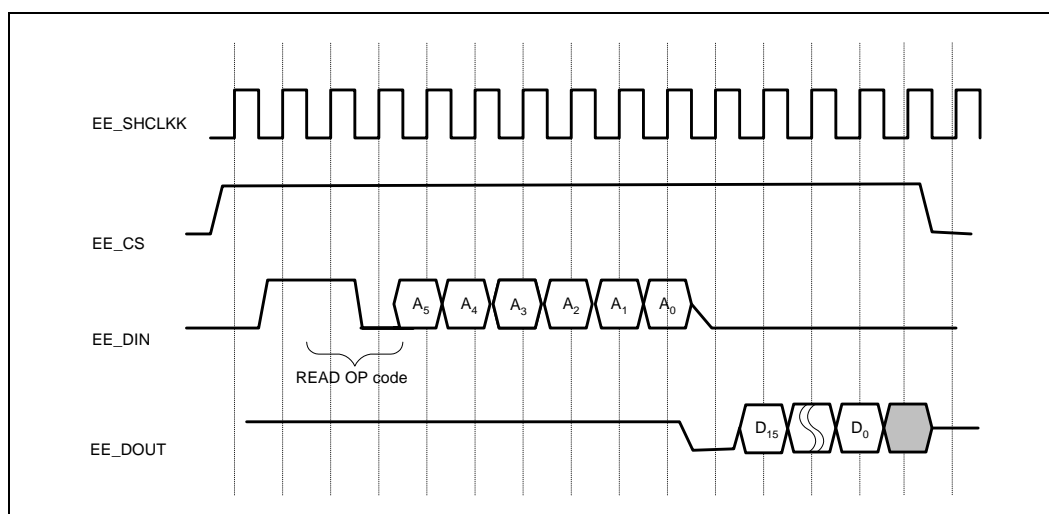 EE_SHCLKK
EE_CS
A5 A4 A3 A2 A1 A0
EE_DIN
READ OP code
D15 D0
EE_DOUT